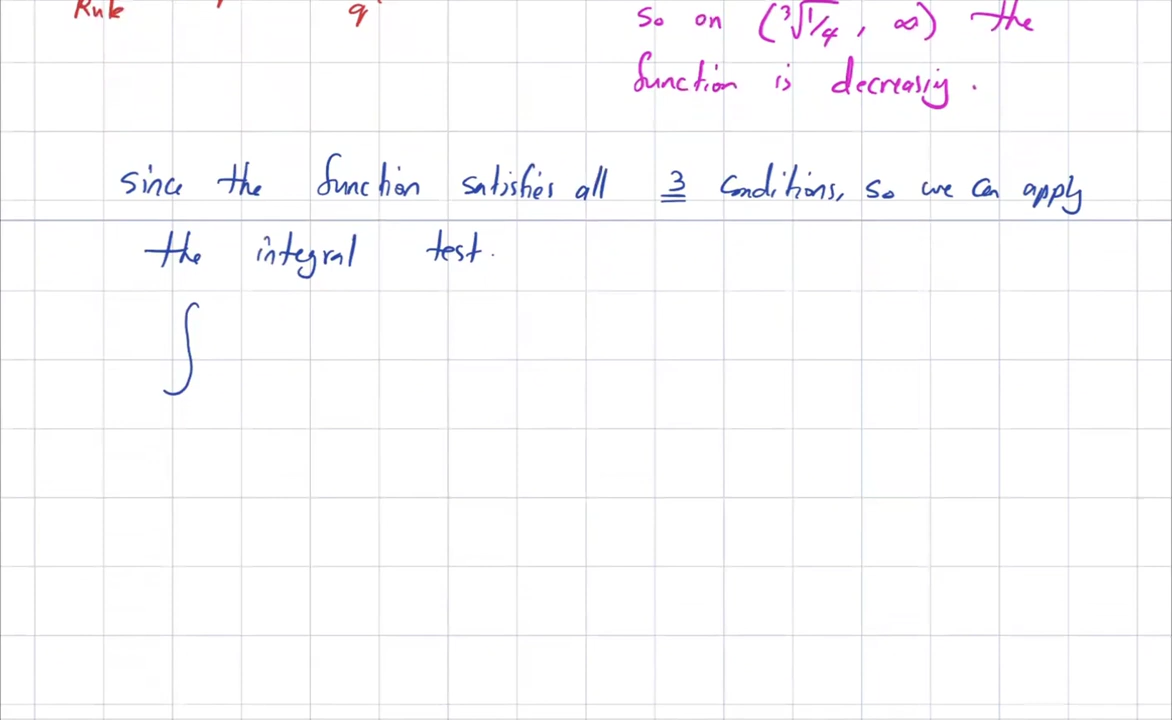 Rule
q
so on (∛1/4, ∞) the
function is decreasiy.
since the function satisfies all 3 conditions, so we can apply
the integral test.
∫